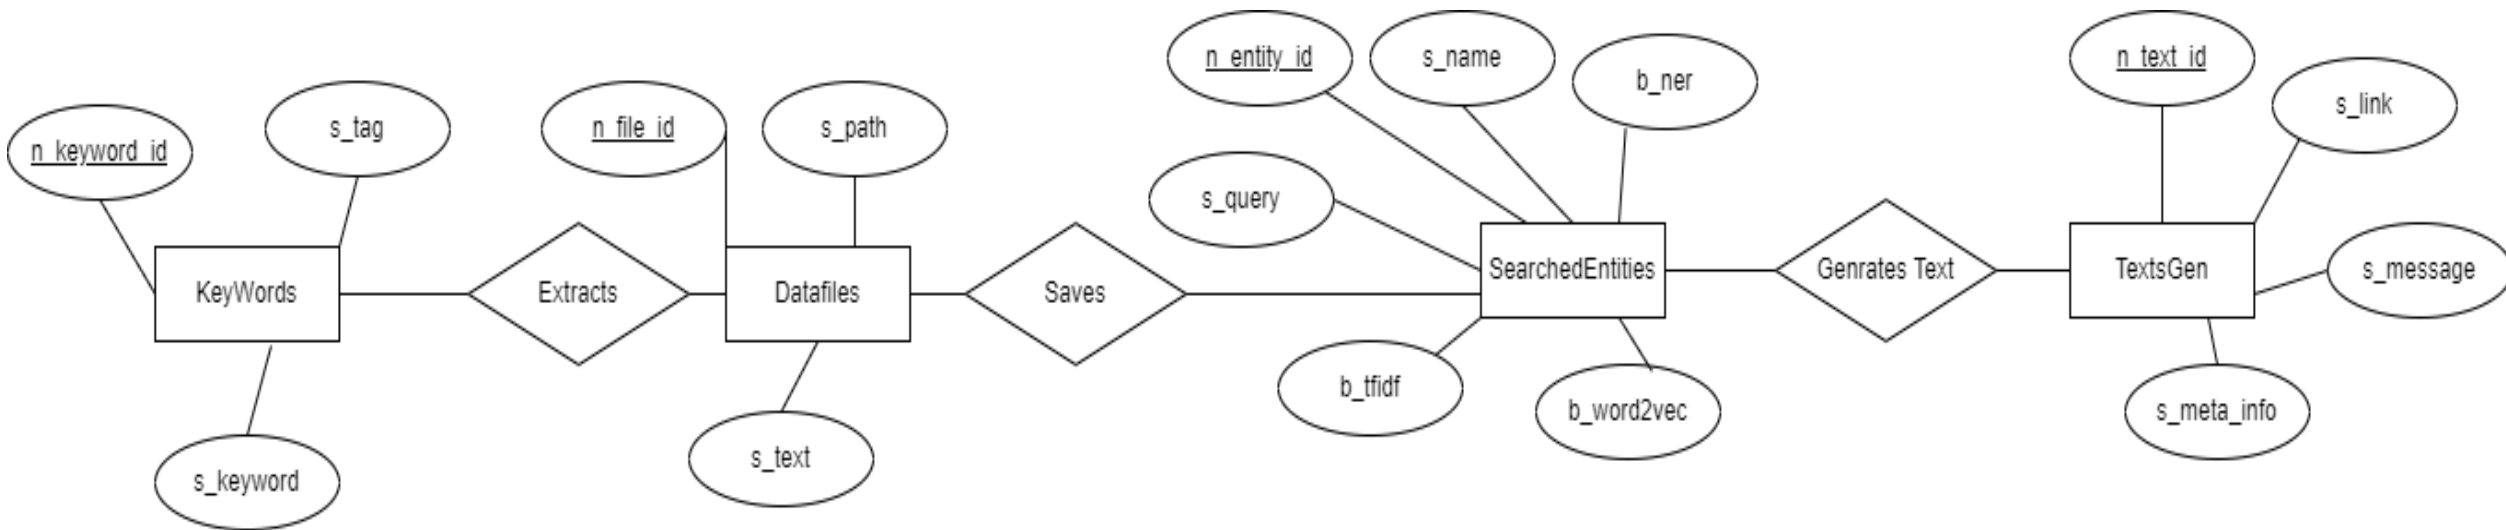 n_entity_id
s_name
b_ner
n_text_id
s_link
n_keyword_id
s_tag
n_file_id
s_path
s_query
KeyWords
Extracts
Datafiles
Saves
SearchedEntities
Genrates Text
TextsGen
s_message
b_tfidf
b_word2vec
s_meta_info
s_text
s_keyword